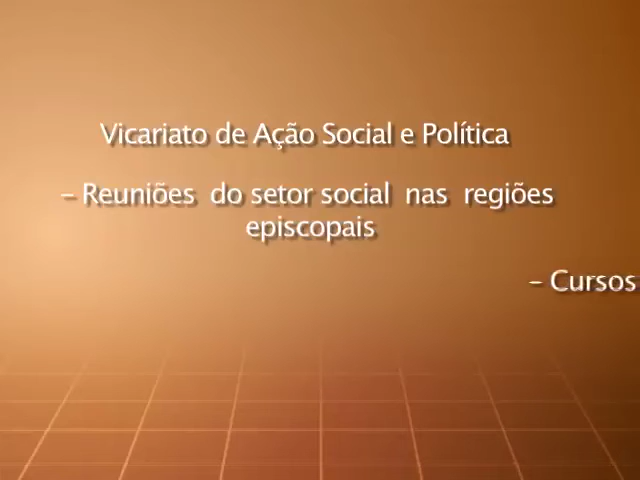 Vicariato de Ação Social e Política
– Reuniões do setor social nas regiões
episcopais
– Cursos